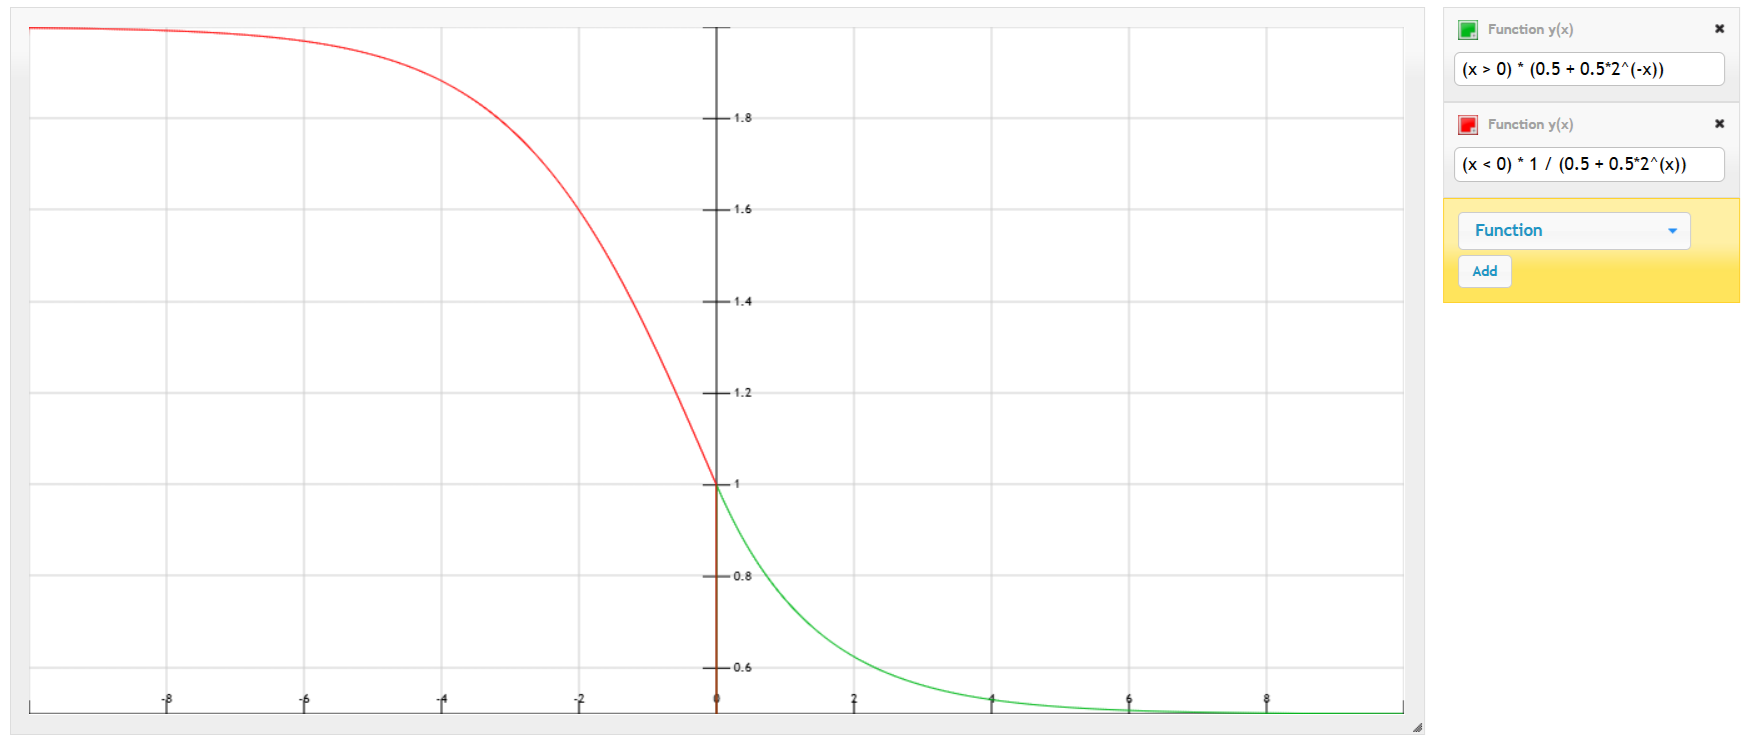 1.8
1.6
1.4
1.2
1
0.8
0.6
-8 -6 -4 -2 0 2 4 6 8
Function y(x)
(x > 0) * (0.5 + 0.5*2^(-x))
Function y(x)
(x < 0) * 1 / (0.5 + 0.5*2^(x))
Function
Add